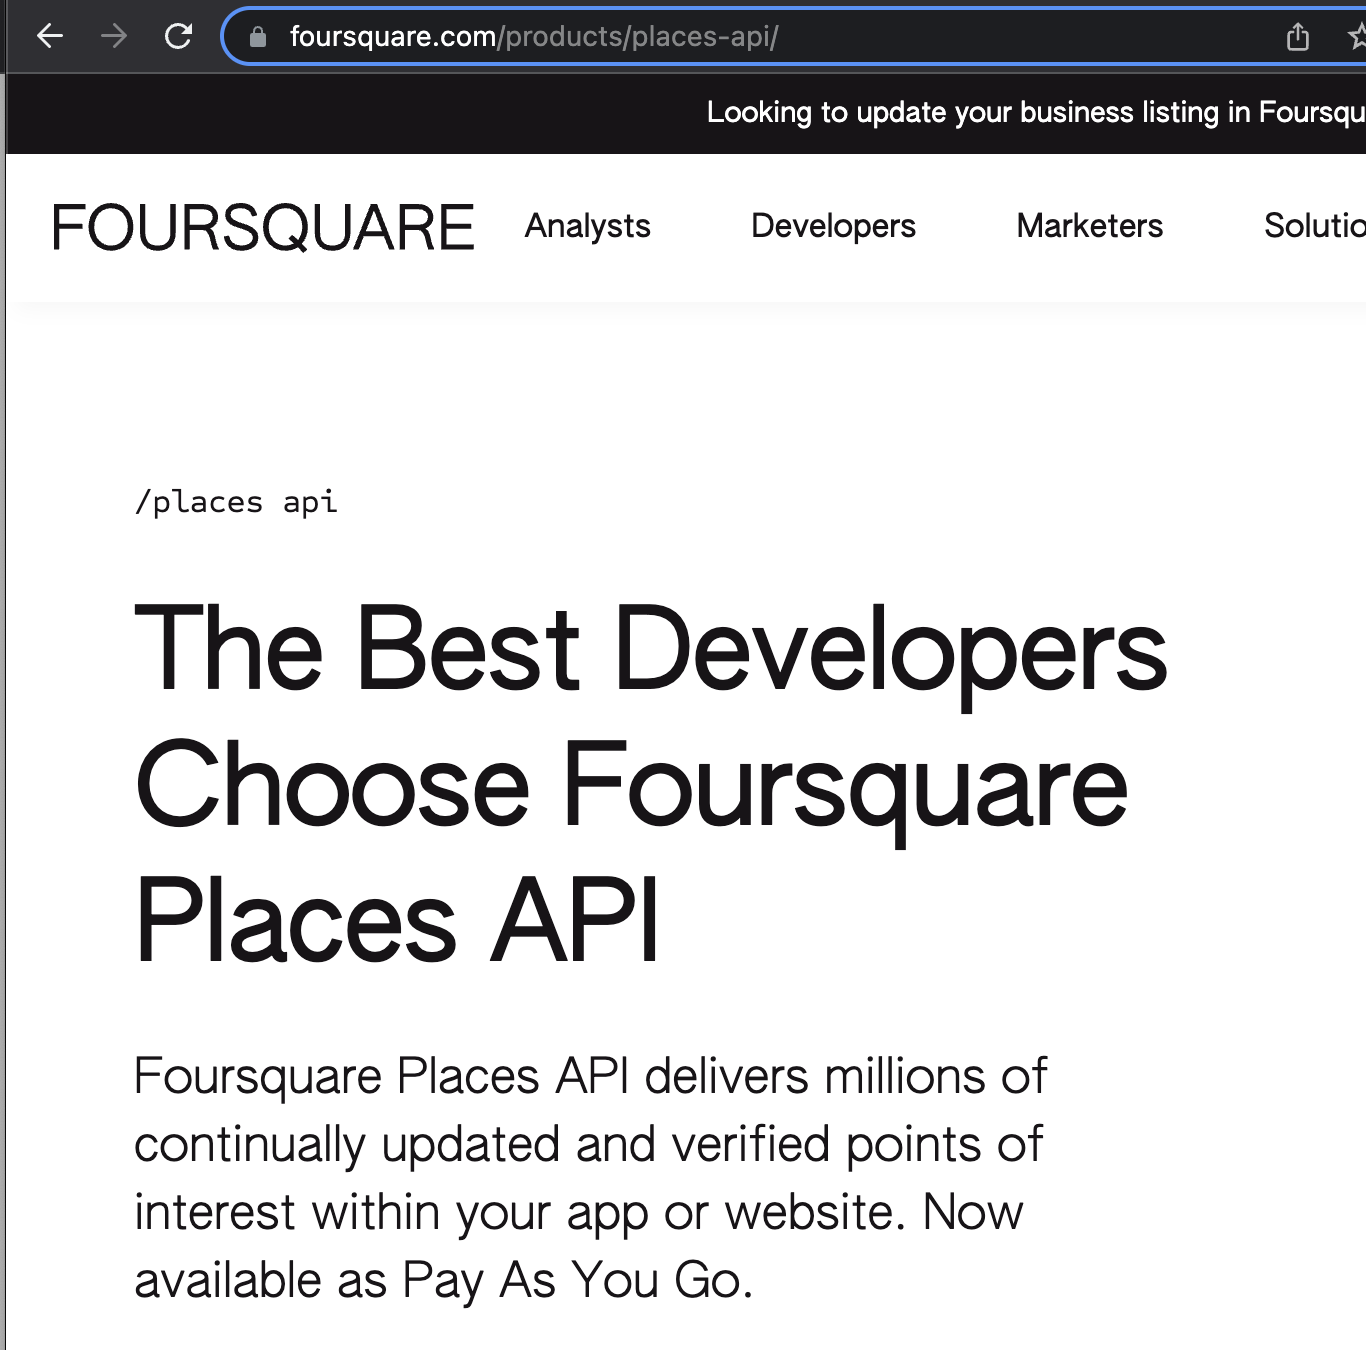 foursquare.com/products/places-api/
Looking to update your business listing in
FOURSQUARE Analysts Developers Marketers
/places api
The Best Developers
Choose Foursquare
Places API
Foursquare Places API delivers millions of
continually updated and verified points of
interest within your app or website. Now
available as Pay As You Go.